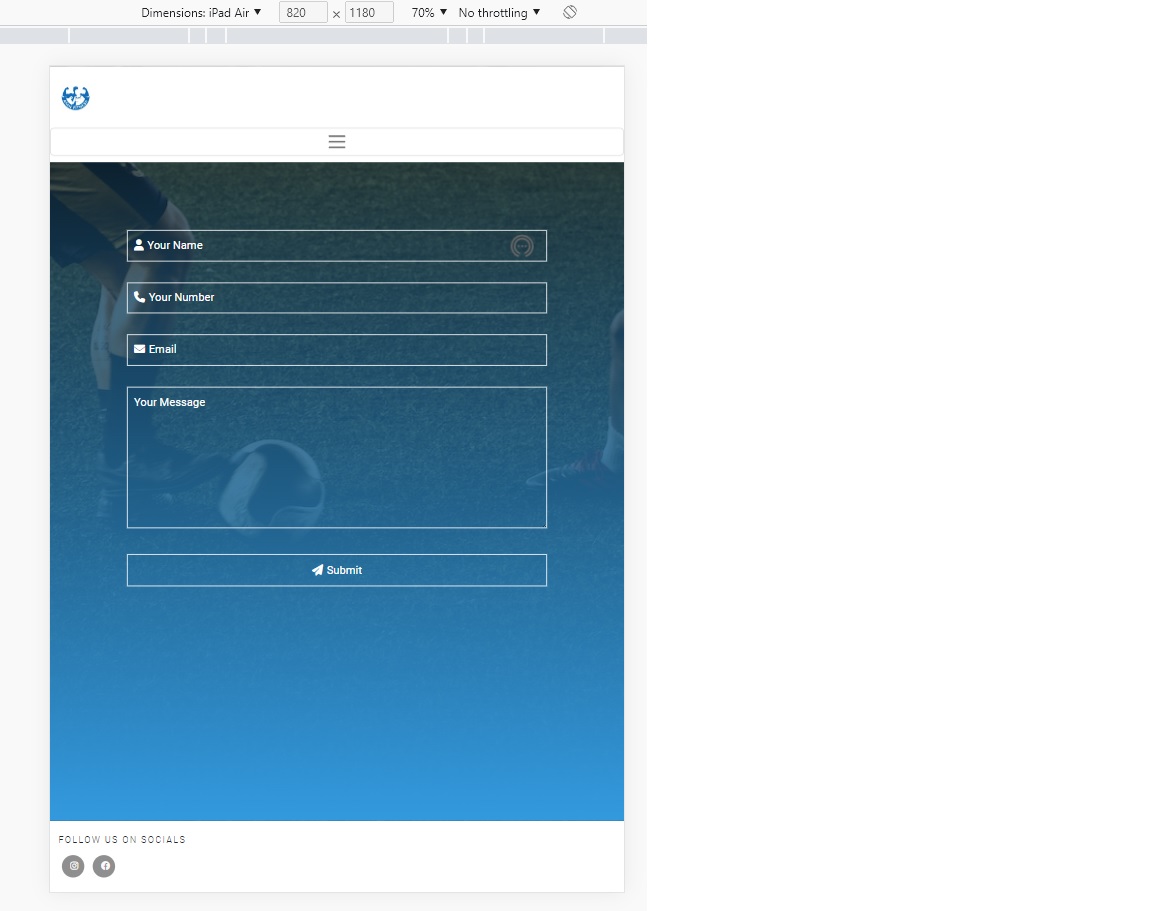 Dimensions: iPad Air ▼ 820 × 1180 70% ▼ No throttling ▼
Your Name
Your Number
Email
Your Message
Submit
FOLLOW US ON SOCIALS